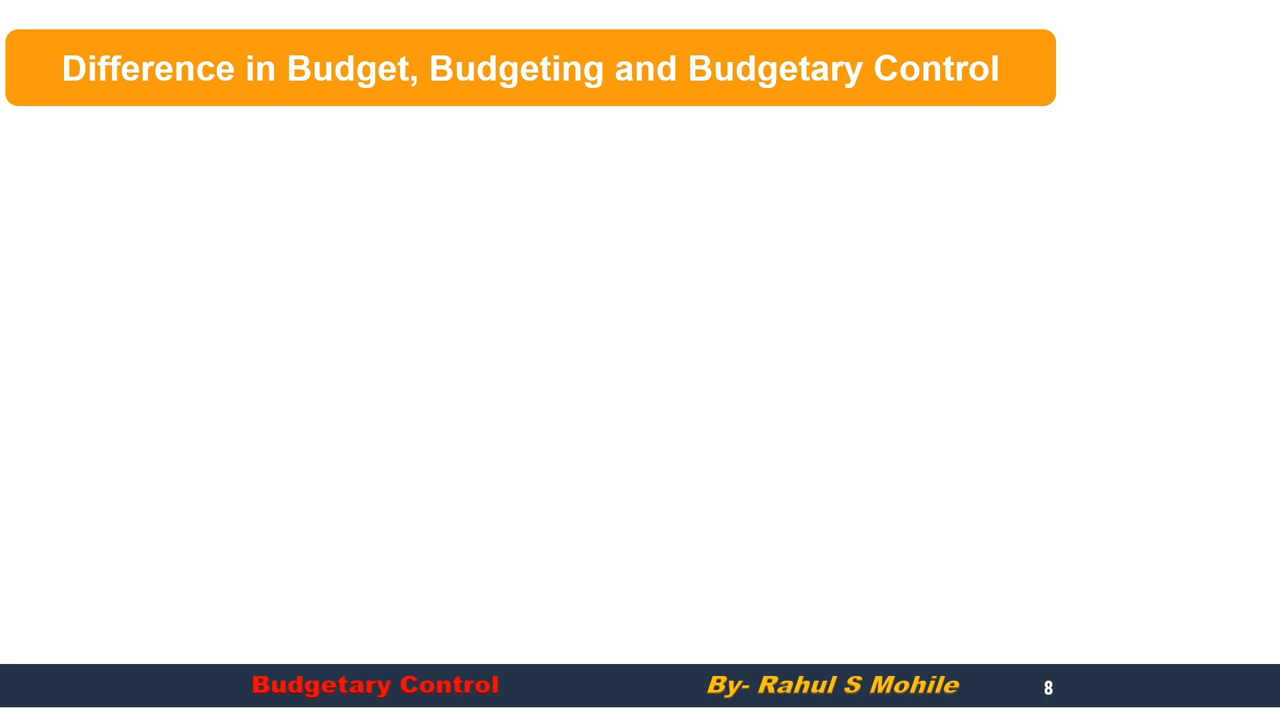 Difference in Budget, Budgeting and Budgetary Control
Budgetary Control
By- Rahul S Mohile
8